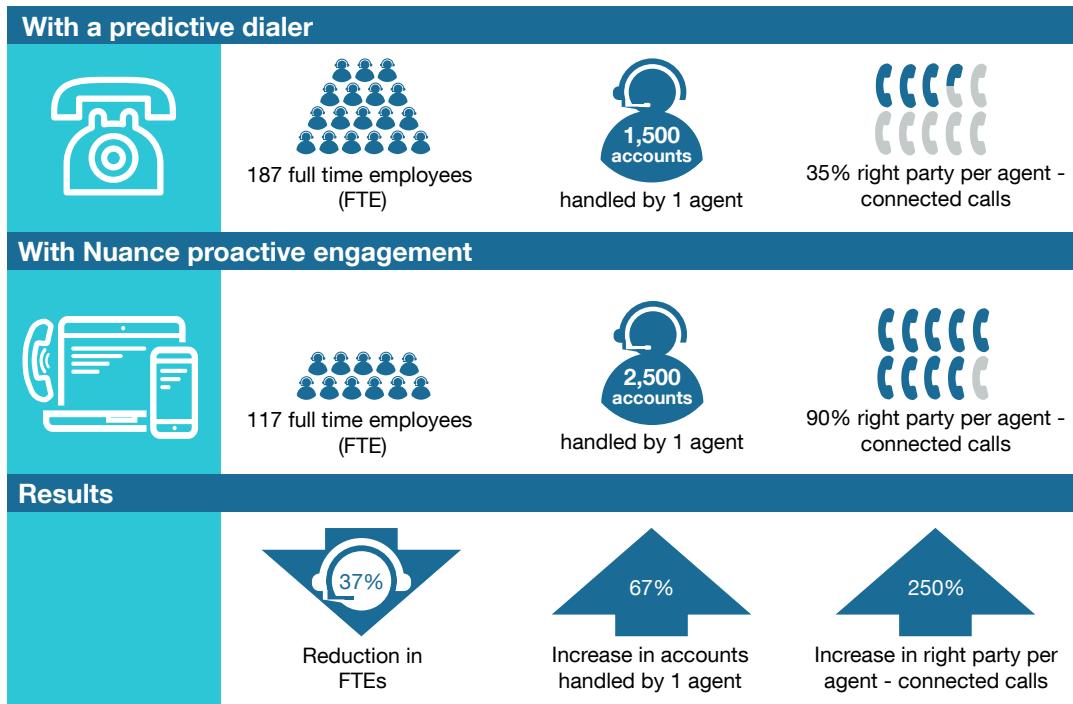 With a predictive dialer
187 full time employees
(FTE)
1,500
accounts
handled by 1 agent
35% right party per agent -
connected calls
With Nuance proactive engagement
117 full time employees
(FTE)
2,500
accounts
handled by 1 agent
90% right party per agent -
connected calls
Results
37%
Reduction in
FTEs
67%
Increase in accounts
handled by 1 agent
250%
Increase in right party per
agent - connected calls